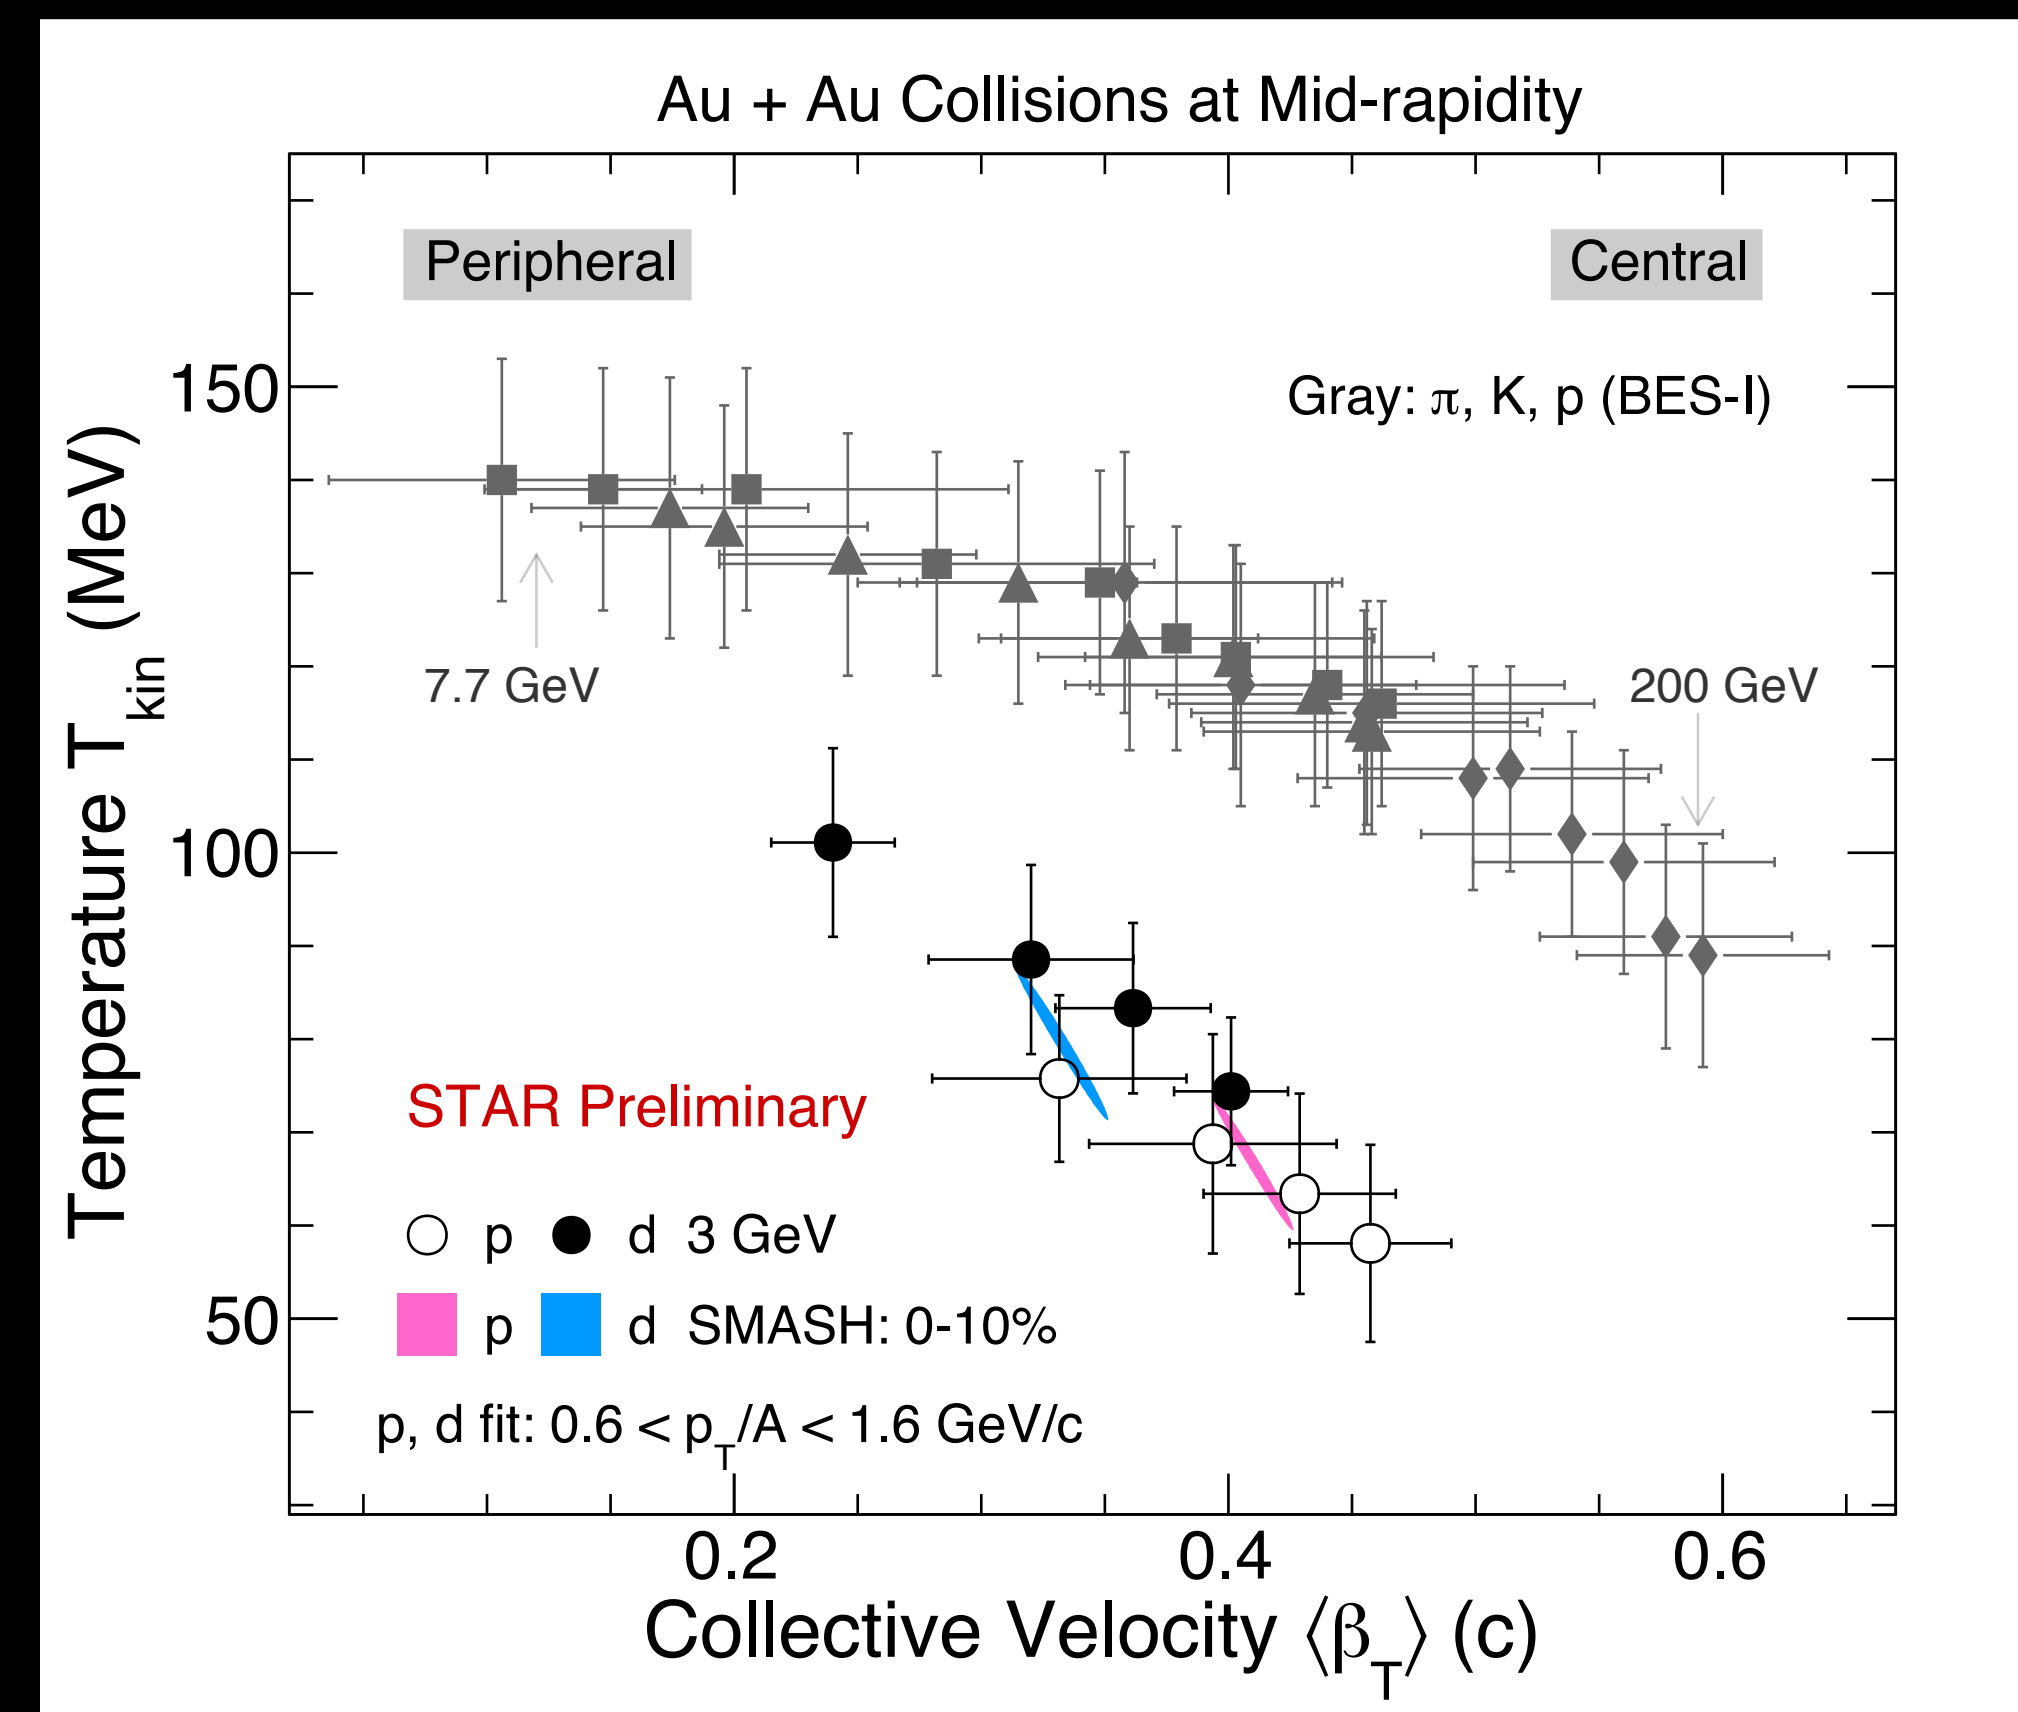 Au + Au Collisions at Mid-rapidity
Peripheral
Central
150
Gray: π, K, p (BES-I)
7.7 GeV
200 GeV
100
Temperature T_kin (MeV)
STAR Preliminary
p d 3 GeV
50
p d SMASH: 0-10%
p, d fit: 0.6 < p_T/A < 1.6 GeV/c
0.2 0.4 0.6
Collective Velocity ⟨β_T⟩ (c)